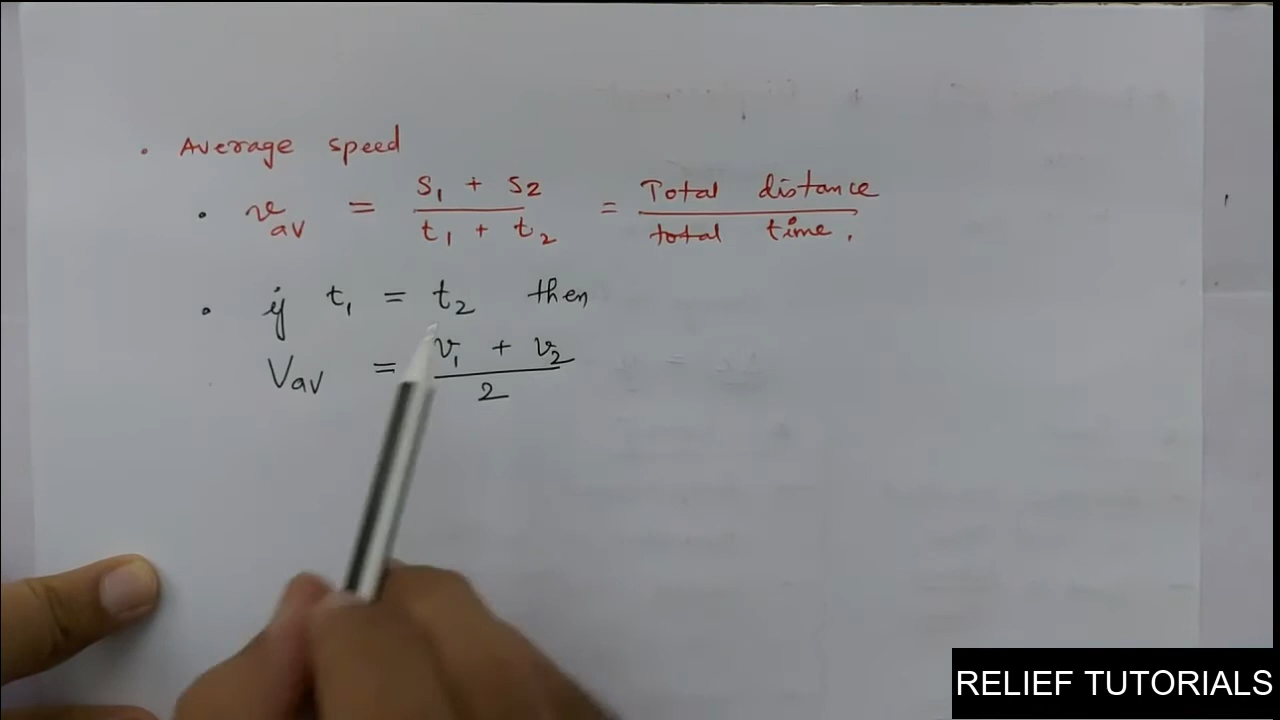 • Average speed
• v_av = (s₁ + s₂)/(t₁ + t₂) = Total distance/total time.
• if t₁ = t₂ then
V_av = (v₁ + v₂)/2
RELIEF TUTORIALS